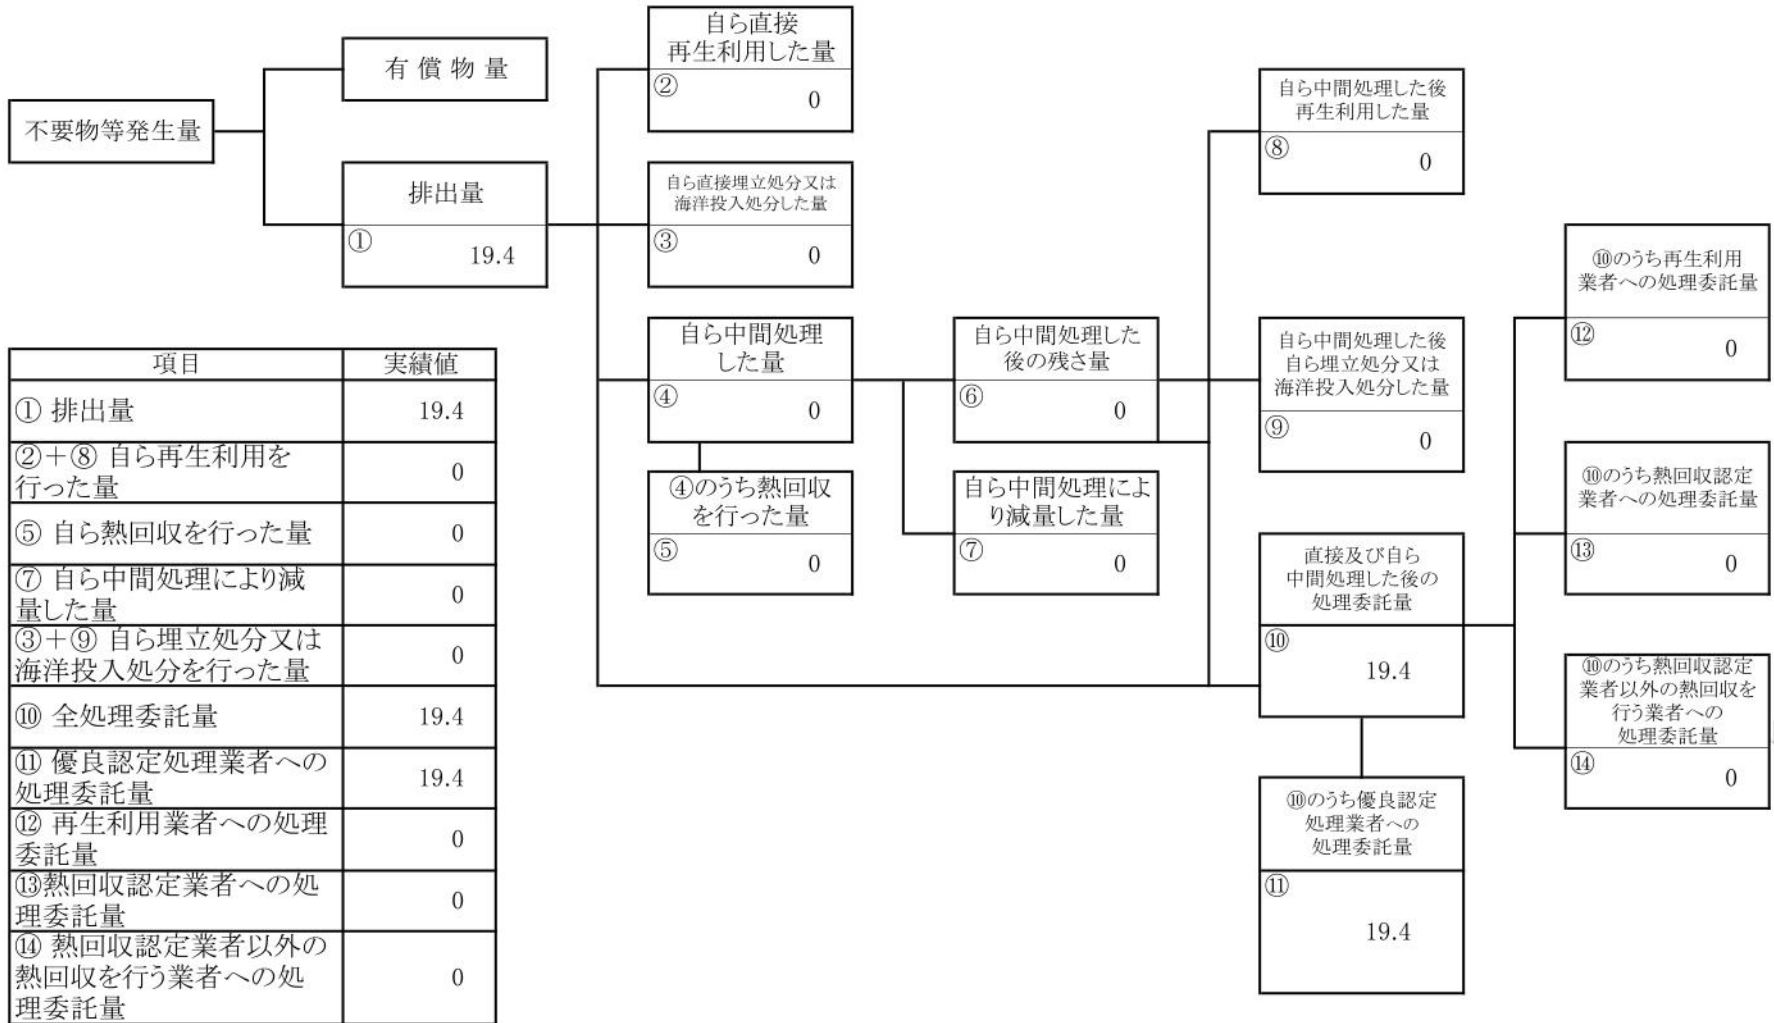 不要物等発生量
有 償 物 量
排出量
①
19.4
自ら直接
再生利用した量
②
0
自ら直接埋立処分又は
海洋投入処分した量
③
0
自ら中間処理
した量
④
0
④のうち熱回収
を行った量
⑤
0
自ら中間処理した
後の残さ量
⑥
0
自ら中間処理によ
り減量した量
⑦
0
自ら中間処理した後
再生利用した量
⑧
0
自ら中間処理した後
自ら埋立処分又は
海洋投入処分した量
⑨
0
直接及び自ら
中間処理した後の
処理委託量
⑩
19.4
⑩のうち優良認定
処理業者への
処理委託量
⑪
19.4
⑩のうち再生利用
業者への処理委託量
⑫
0
⑩のうち熱回収認定
業者への処理委託量
⑬
0
⑩のうち熱回収認定
業者以外の熱回収を
行う業者への
処理委託量
⑭
0
項目 実績値
① 排出量 19.4
②＋⑧ 自ら再生利用を
行った量 0
⑤ 自ら熱回収を行った量 0
⑦ 自ら中間処理により減
量した量 0
③＋⑨ 自ら埋立処分又は
海洋投入処分を行った量 0
⑩ 全処理委託量 19.4
⑪ 優良認定処理業者への
処理委託量 19.4
⑫ 再生利用業者への処理
委託量 0
⑬熱回収認定業者への処
理委託量 0
⑭ 熱回収認定業者以外の
熱回収を行う業者への処
理委託量 0